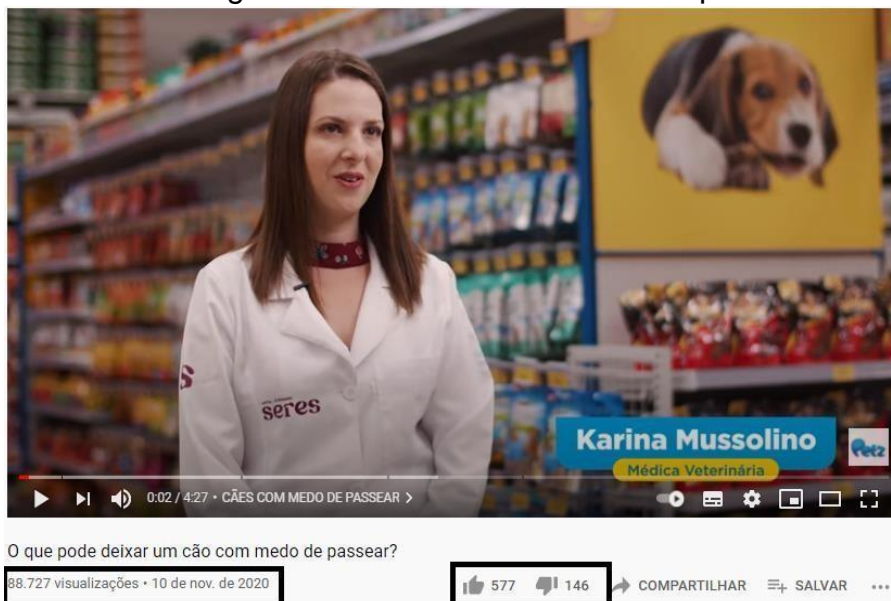 seres
Karina Mussolino
Petz
Médica Veterinária
0:02 / 4:27 • CÃES COM MEDO DE PASSEAR >
O que pode deixar um cão com medo de passear?
88.727 visualizações • 10 de nov. de 2020
577 146 COMPARTILHAR SALVAR